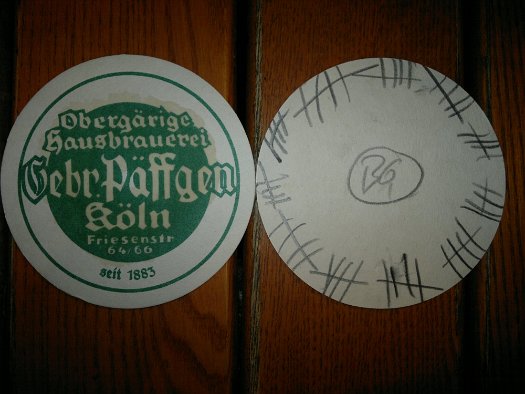 Obergärige
Hausbrauerei
Gebr. Päffgen
Köln
Friesenstr
64/66
seit 1883